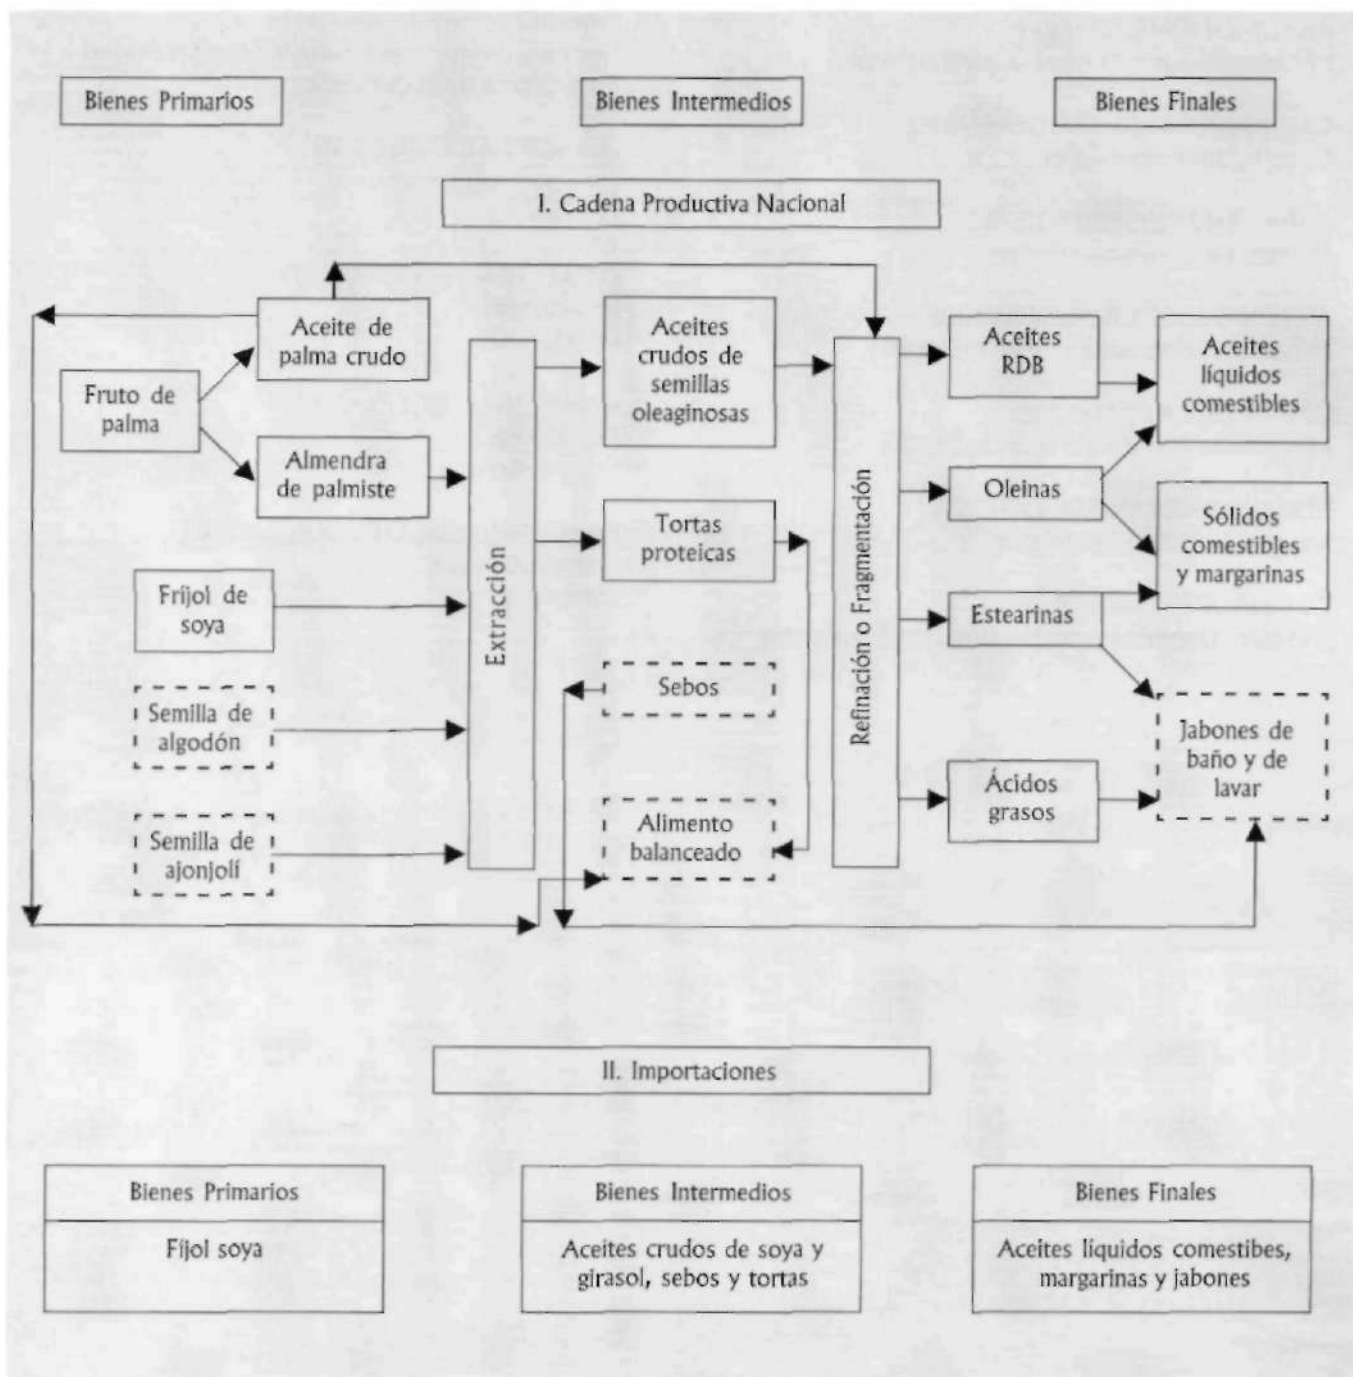 Bienes Primarios
Bienes Intermedios
Bienes Finales
I. Cadena Productiva Nacional
Aceite de
palma crudo
Fruto de
palma
Almendra
de palmiste
Fríjol de
soya
Semilla de
algodón
Semilla de
ajonjolí
Extracción
Aceites
crudos de
semillas
oleaginosas
Tortas
proteicas
Sebos
Alimento
balanceado
Refinación o Fragmentación
Aceites
RDB
Oleinas
Estearinas
Ácidos
grasos
Aceites
líquidos
comestibles
Sólidos
comestibles
y margarinas
Jabones de
baño y de
lavar
II. Importaciones
Bienes Primarios
Fíjol soya
Bienes Intermedios
Aceites crudos de soya y
girasol, sebos y tortas
Bienes Finales
Aceites líquidos comestibes,
margarinas y jabones